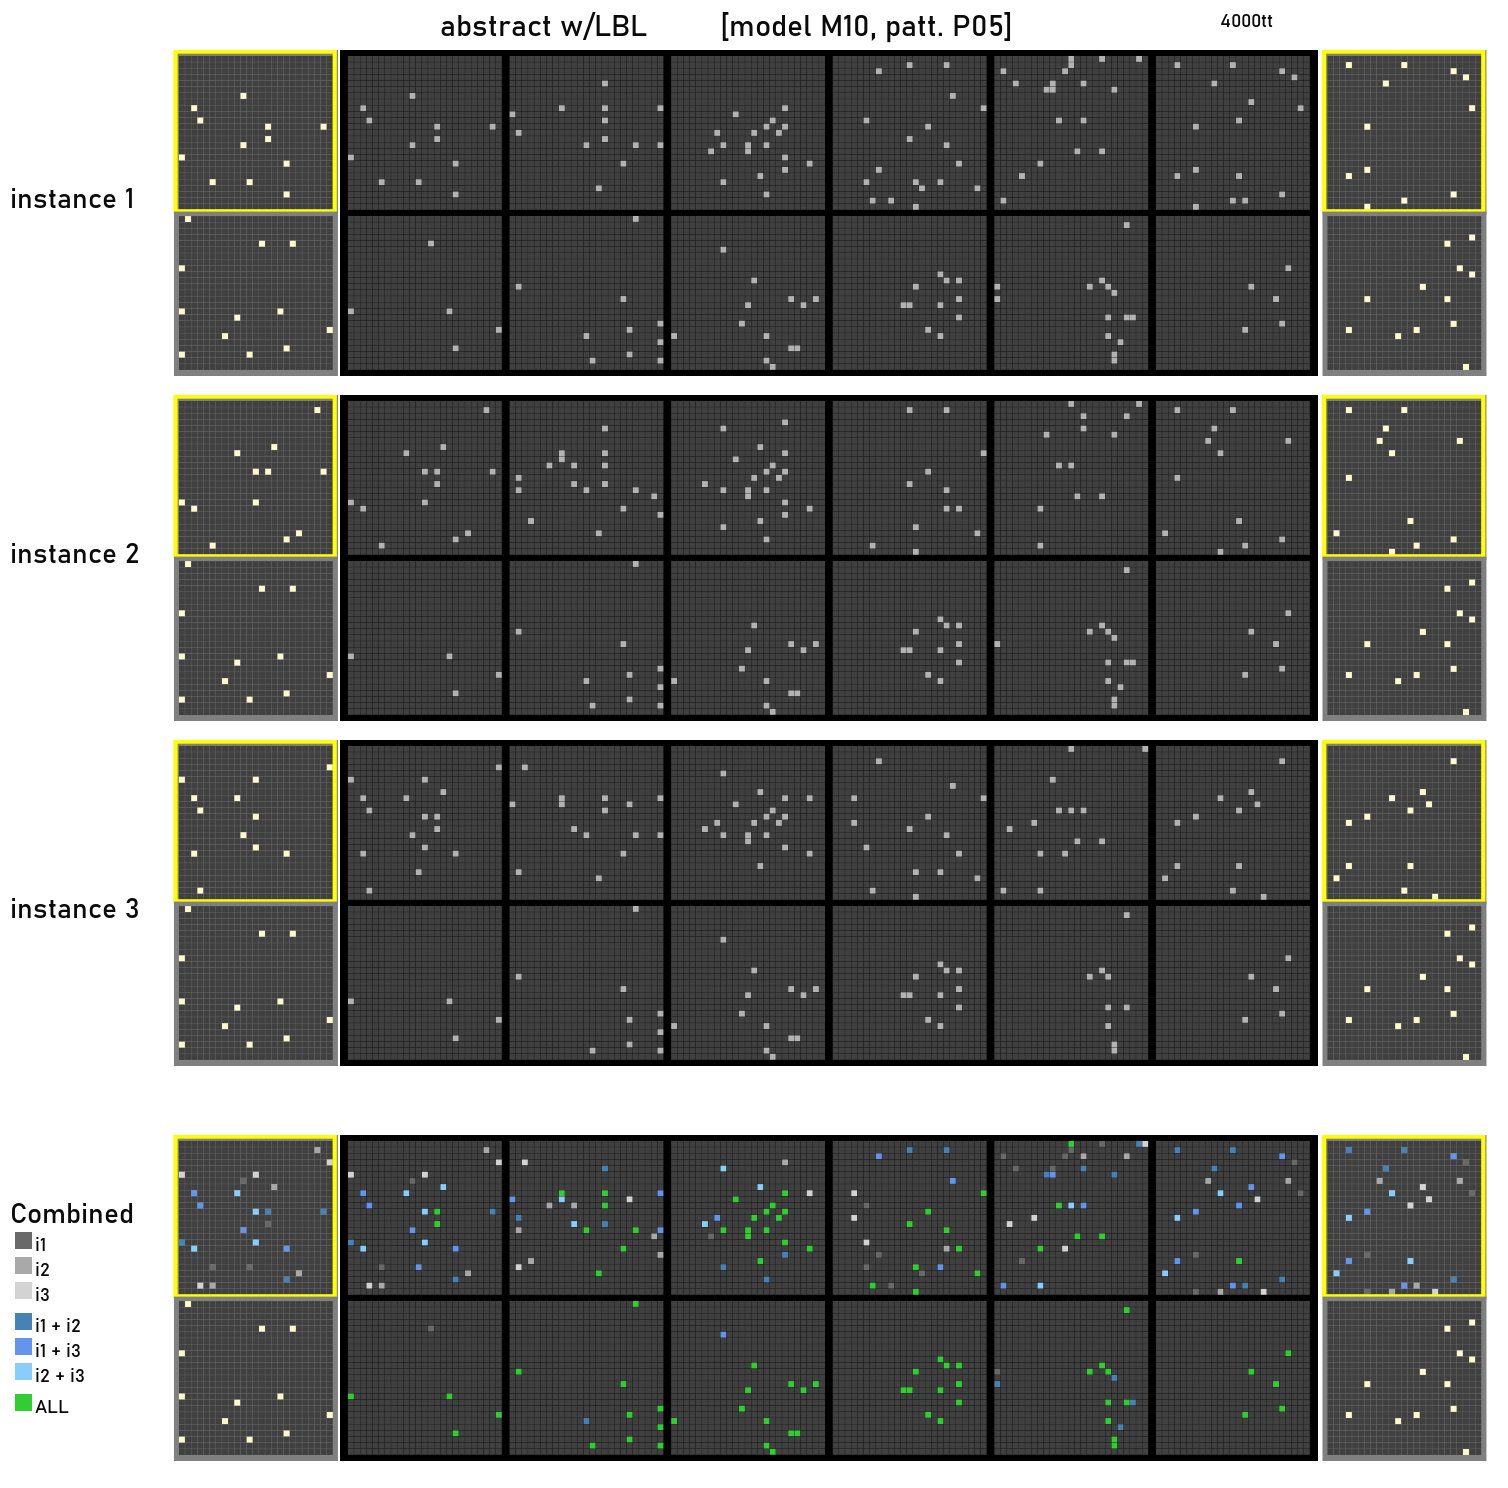 abstract w/LBL [model M10, patt. P05] 4000tt
instance 1
instance 2
instance 3
Combined
i1
i2
i3
i1 + i2
i1 + i3
i2 + i3
ALL